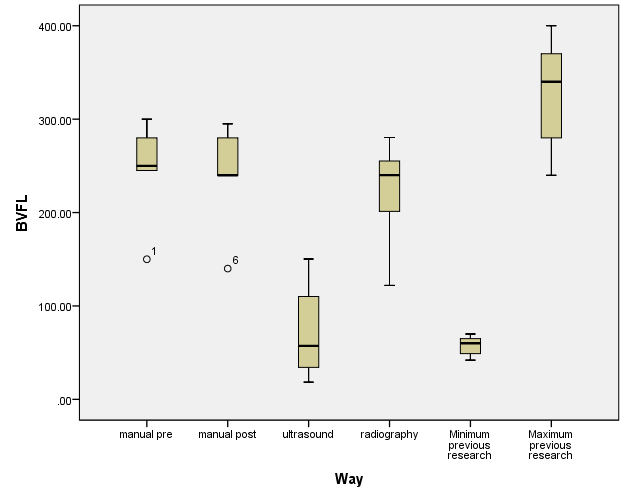 400.00
300.00
200.00
100.00
.00
BVFL
1
6
manual pre
manual post
ultrasound
radiography
Minimum
previous
research
Maximum
previous
research
Way